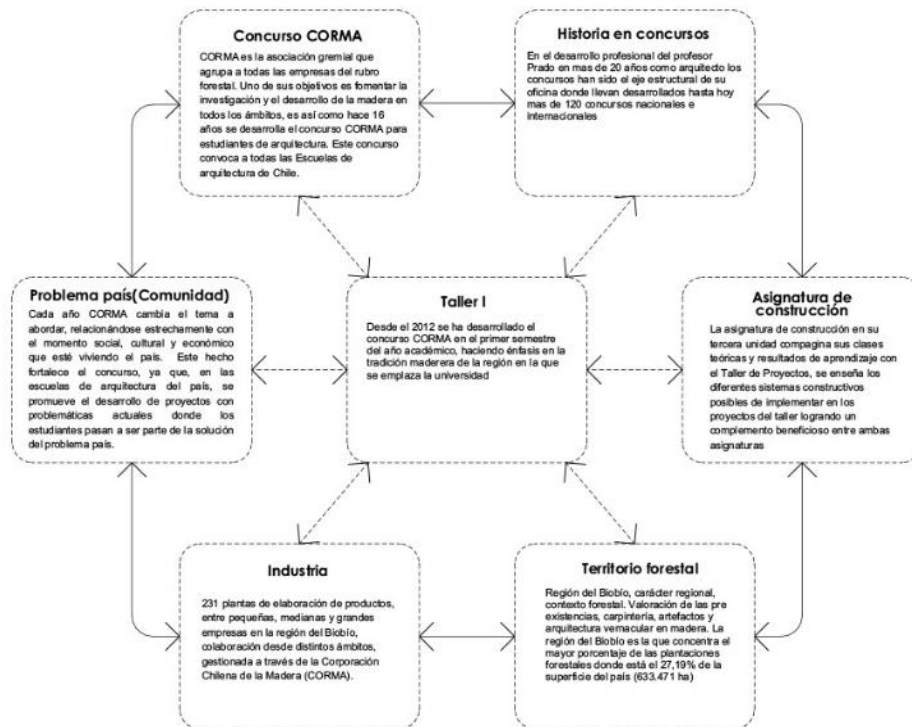 Concurso CORMA
CORMA es la asociación gremial que
agrupa a todas las empresas del rubro
forestal. Uno de sus objetivos es fomentar la
investigación y el desarrollo de la madera en
todos los ámbitos, es así como hace 16
años se desarrolla el concurso CORMA para
estudiantes de arquitectura. Este concurso
convoca a todas las Escuelas de
arquitectura de Chile.
Historia en concursos
En el desarrollo profesional del profesor
Prado en mas de 20 años como arquitecto los
concursos han sido el eje estructural de su
oficina donde llevan desarrollados hasta hoy
mas de 120 concursos nacionales e
internacionales
Problema país(Comunidad)
Cada año CORMA cambia el tema a
abordar, relacionándose estrechamente con
el momento social, cultural y económico
que esté viviendo el país. Este hecho
fortalece el concurso, ya que, en las
escuelas de arquitectura del país, se
promueve el desarrollo de proyectos con
problemáticas actuales donde los
estudiantes pasan a ser parte de la solución
del problema país.
Taller I
Desde el 2012 se ha desarrollado el
concurso CORMA en el primer semestre
del año académico, haciendo énfasis en la
tradición maderera de la región en la que
se emplaza la universidad
Asignatura de
construcción
La asignatura de construcción en su
tercera unidad compagina sus clases
teóricas y resultados de aprendizaje con
el Taller de Proyectos, se enseña los
diferentes sistemas constructivos
posibles de implementar en los
proyectos del taller logrando un
complemento beneficioso entre ambas
asignaturas
Industria
231 plantas de elaboración de productos,
entre pequeñas, medianas y grandes
empresas en la región del Biobío,
colaboración desde distintos ámbitos,
gestionada a través de la Corporación
Chilena de la Madera (CORMA).
Territorio forestal
Región del Biobío, carácter regional,
contexto forestal. Valoración de las pre
existencias, carpintería, artefactos y
arquitectura vernacular en madera. La
región del Biobío es la que concentra el
mayor porcentaje de las plantaciones
forestales donde está el 27,19% de la
superficie del país (633.471 ha)